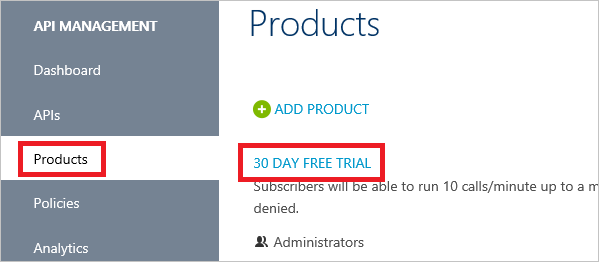 API MANAGEMENT
Products
Dashboard
ADD PRODUCT
APIs
Products
30 DAY FREE TRIAL
Subscribers will be able to run 10 calls/minute up to a m
denied.
Policies
Administrators
Analytics